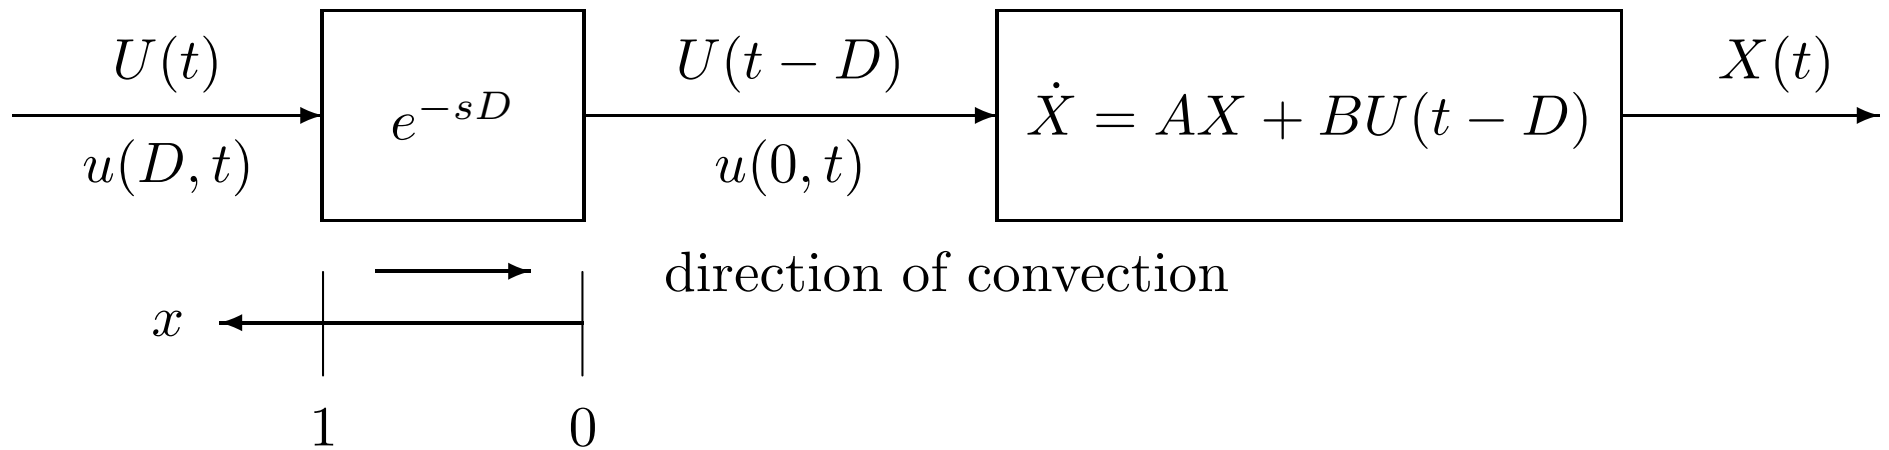 U(t)
u(D, t)
e^{-sD}
U(t − D)
u(0, t)
Ẋ = AX + BU(t − D)
X(t)
direction of convection
x
1
0